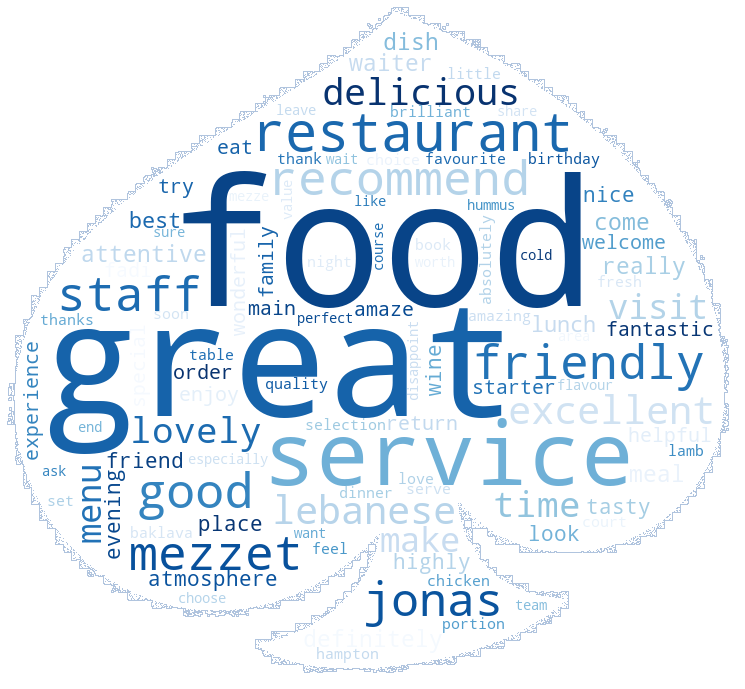 dish
waiter
little
delicious
leave
brilliant
share
restaurant
eat
thank
wait
choice
favourite
birthday
recommend
try
mezze
value
like
hummus
nice
food
best
sure
course
book
absolutely
come
welcome
attentive
wonderful
family
night
worth
cold
really
fresh
staff
soon
main
perfect
amaze
amazing
visit
thanks
great
lunch
fantastic
area
experience
table
order
quality
disappoint
wine
friendly
starter
flavour
enjoy
excellent
end
lovely
selection
return
helpful
service
friend
especially
lamb
ask
menu
evening
good
love
meal
set
dinner
serve
time
tasty
place
lebanese
court
baklava
want
make
look
mezzet
feel
atmosphere
highly
choose
chicken
jonas
team
portion
definitely
hampton